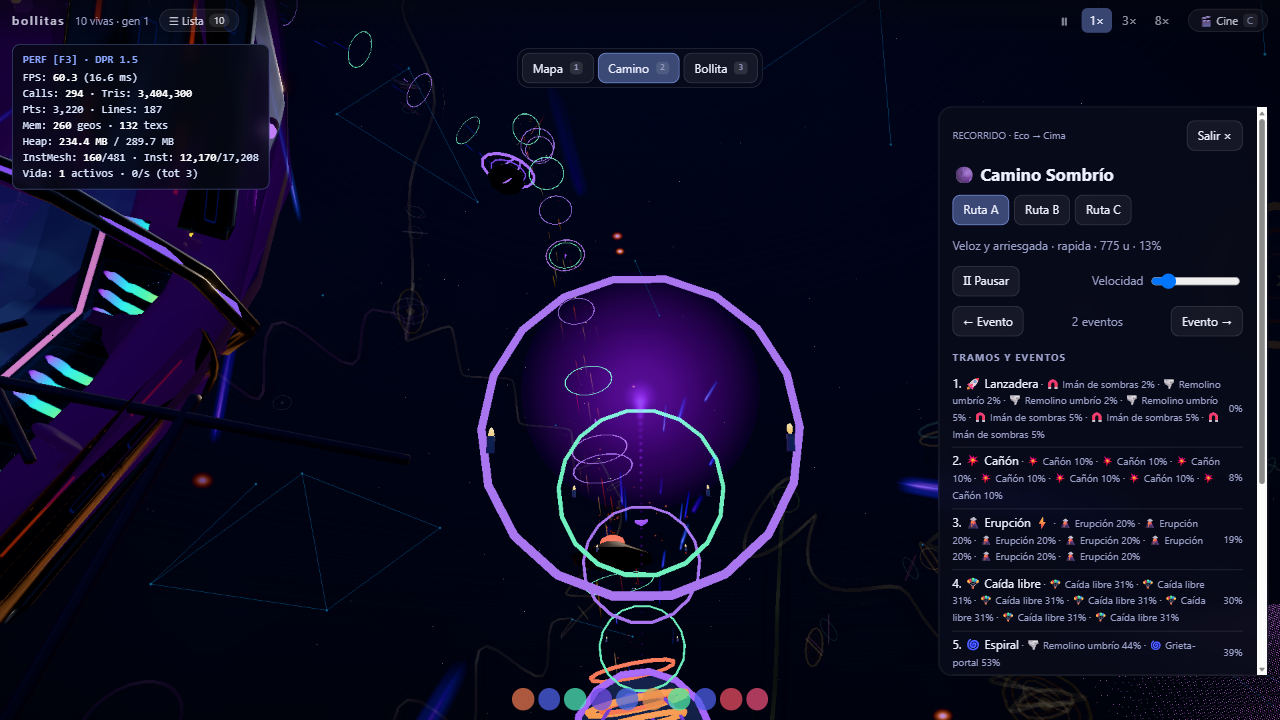 bollitas 10 vivas · gen 1 ☰ Lista 10
1× 3× 8× 🎬 Cine C
PERF [F3] · DPR 1.5
FPS: 60.3 (16.6 ms)
Calls: 294 · Tris: 3,404,300
Pts: 3,220 · Lines: 187
Mem: 260 geos · 132 texs
Heap: 234.4 MB / 289.7 MB
InstMesh: 160/481 · Inst: 12,170/17,208
Vida: 1 activos · 0/s (tot 3)
Mapa 1 Camino 2 Bollita 3
RECORRIDO · Eco → Cima
Salir ×
Camino Sombrío
Ruta A Ruta B Ruta C
Veloz y arriesgada · rapida · 775 u · 13%
Pausar
Velocidad
← Evento 2 eventos Evento →
TRAMOS Y EVENTOS
1. 🚀 Lanzadera · 🧲 Imán de sombras 2% · 🌪 Remolino
umbrío 2% · 🌪 Remolino umbrío 2% · 🌪 Remolino umbrío
5% · 🧲 Imán de sombras 5% · 🧲 Imán de sombras 5% · 🧲
Imán de sombras 5%
0%
2. 💥 Cañón · 💥 Cañón 10% · 💥 Cañón 10% · 💥 Cañón
10% · 💥 Cañón 10% · 💥 Cañón 10% · 💥 Cañón 10% · 💥
Cañón 10%
8%
3. 🌋 Erupción ⚡ · 🌋 Erupción 20% · 🌋 Erupción
20% · 🌋 Erupción 20% · 🌋 Erupción 20% · 🌋 Erupción
20% · 🌋 Erupción 20% · 🌋 Erupción 20%
19%
4. 🪂 Caída libre · 🪂 Caída libre 31% · 🪂 Caída libre
31% · 🪂 Caída libre 31% · 🪂 Caída libre 31% · 🪂 Caída
libre 31% · 🪂 Caída libre 31% · 🪂 Caída libre 31%
30%
5. 🌀 Espiral · 🌪 Remolino umbrío 44% · 🌀 Grieta-
portal 53%
39%